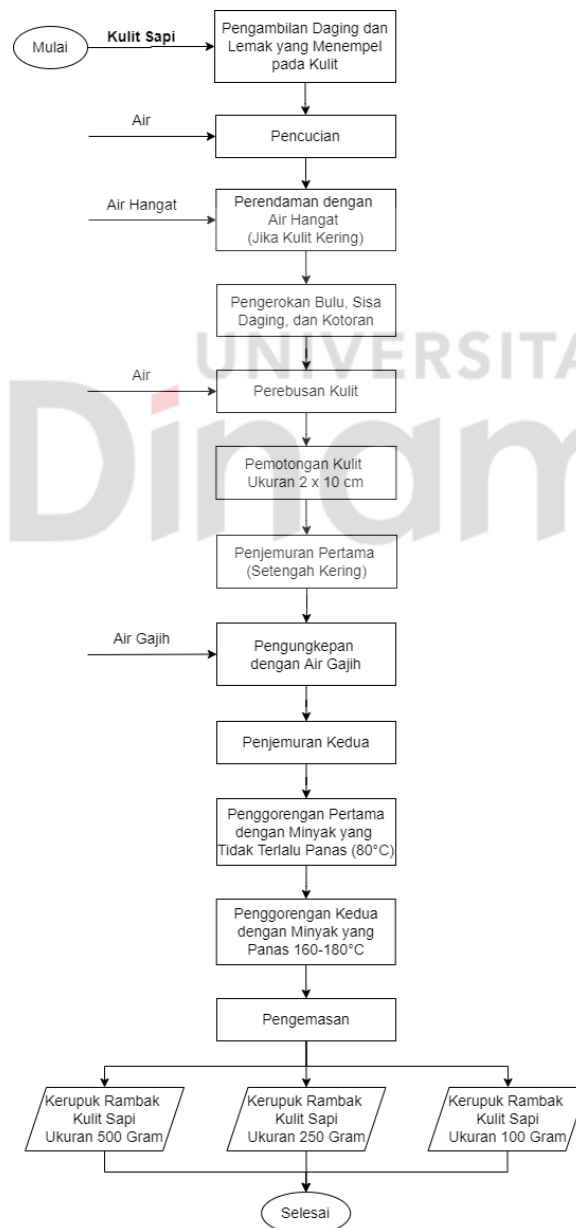 Mulai
Kulit Sapi
Pengambilan Daging dan
Lemak yang Menempel
pada Kulit
Air
Pencucian
Air Hangat
Perendaman dengan
Air Hangat
(Jika Kulit Kering)
Pengerokan Bulu, Sisa
Daging, dan Kotoran
UNIVERSITA
Dinam
Air
Perebusan Kulit
Pemotongan Kulit
Ukuran 2 x 10 cm
Penjemuran Pertama
(Setengah Kering)
Air Gajih
Pengungkepan
dengan Air Gajih
Penjemuran Kedua
Penggorengan Pertama
dengan Minyak yang
Tidak Terlalu Panas (80°C)
Penggorengan Kedua
dengan Minyak yang
Panas 160-180°C
Pengemasan
Kerupuk Rambak
Kulit Sapi
Ukuran 500 Gram
Kerupuk Rambak
Kulit Sapi
Ukuran 250 Gram
Kerupuk Rambak
Kulit Sapi
Ukuran 100 Gram
Selesai